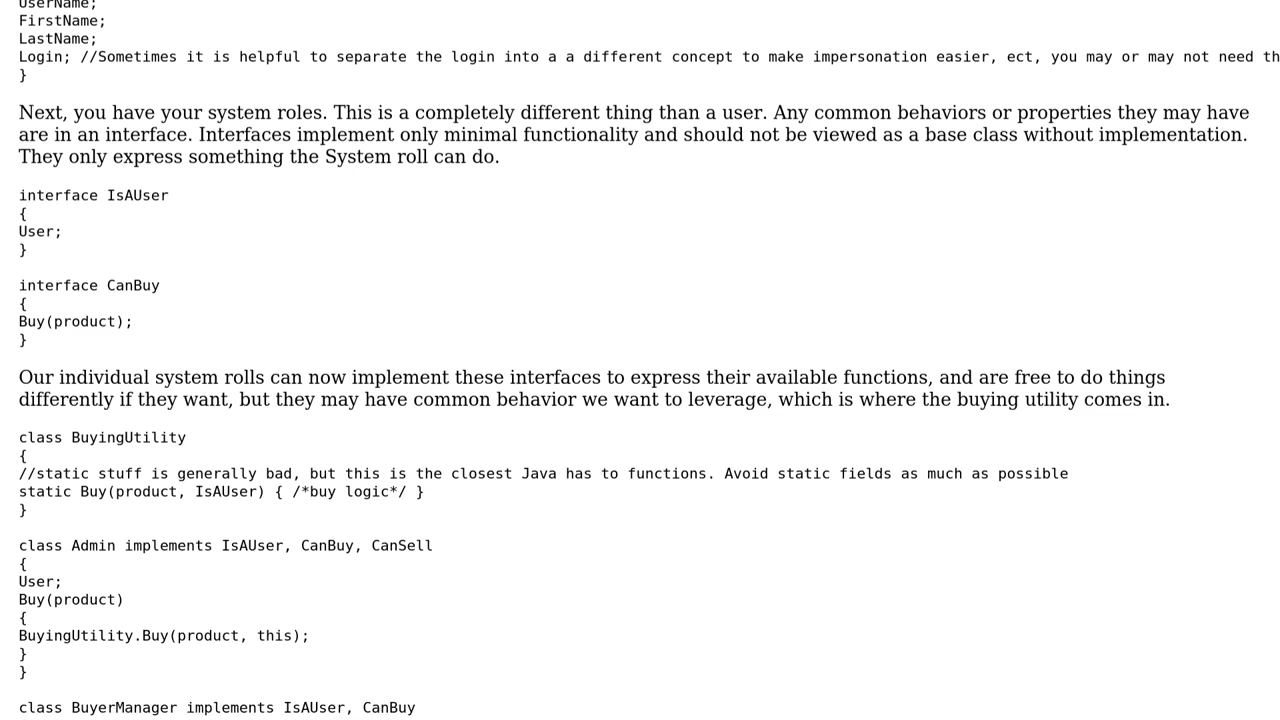 UserName;
FirstName;
LastName;
Login; //Sometimes it is helpful to separate the login into a a different concept to make impersonation easier, ect, you may or may not need th
}
Next, you have your system roles. This is a completely different thing than a user. Any common behaviors or properties they may have
are in an interface. Interfaces implement only minimal functionality and should not be viewed as a base class without implementation.
They only express something the System roll can do.
interface IsAUser
{
User;
}
interface CanBuy
{
Buy(product);
}
Our individual system rolls can now implement these interfaces to express their available functions, and are free to do things
differently if they want, but they may have common behavior we want to leverage, which is where the buying utility comes in.
class BuyingUtility
{
//static stuff is generally bad, but this is the closest Java has to functions. Avoid static fields as much as possible
static Buy(product, IsAUser) { /*buy logic*/ }
}
class Admin implements IsAUser, CanBuy, CanSell
{
User;
Buy(product)
{
BuyingUtility.Buy(product, this);
}
}
class BuyerManager implements IsAUser, CanBuy